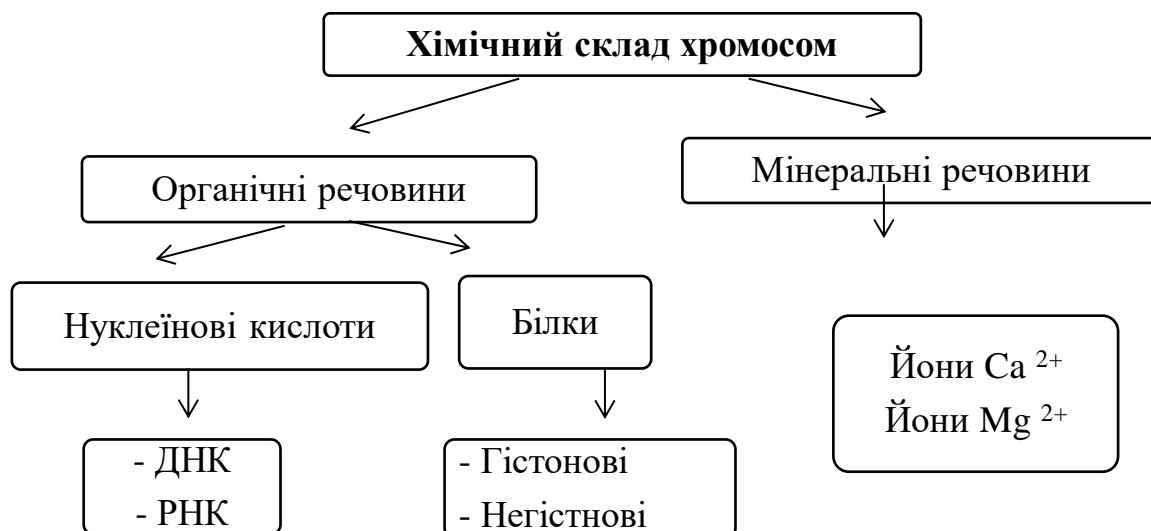 Хімічний склад хромосом
Органічні речовини
Мінеральні речовини
Нуклеїнові кислоти
Білки
Йони Ca ²⁺
Йони Mg ²⁺
- ДНК
- РНК
- Гістонові
- Негістнові